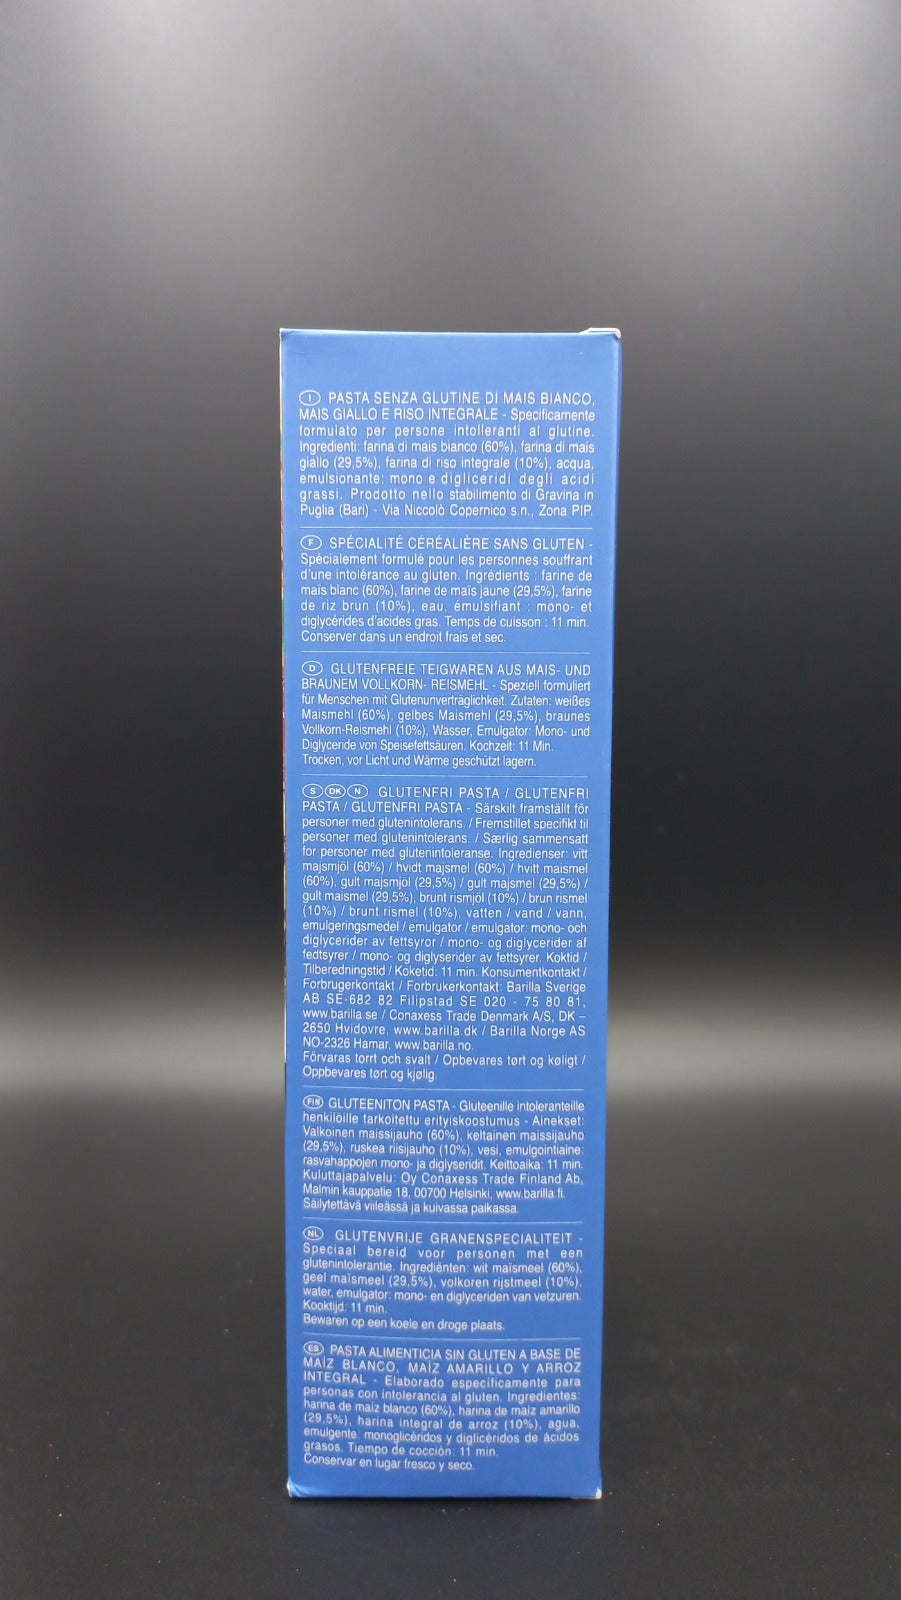 I PASTA SENZA GLUTINE DI MAIS BIANCO,
MAIS GIALLO E RISO INTEGRALE - Specificamente
formulato per persone intolleranti al glutine.
Ingredienti: farina di mais bianco (60%), farina di mais
giallo (29,5%), farina di riso integrale (10%), acqua,
emulsionante: mono e digliceridi degli acidi
grassi. Prodotto nello stabilimento di Gravina in
Puglia (Bari) - Via Niccolò Copernico s.n., Zona PIP.
F SPÉCIALITÉ CÉRÉALIÈRE SANS GLUTEN -
Spécialement formulé pour les personnes souffrant
d'une intolérance au gluten. Ingrédients : farine de
maïs blanc (60%), farine de maïs jaune (29,5%), farine
de riz brun (10%), eau, émulsifiant : mono- et
diglycérides d'acides gras. Temps de cuisson : 11 min.
Conserver dans un endroit frais et sec.
D GLUTENFREIE TEIGWAREN AUS MAIS- UND
BRAUNEM VOLLKORN- REISMEHL - Speziell formuliert
für Menschen mit Glutenunverträglichkeit. Zutaten: weißes
Maismehl (60%), gelbes Maismehl (29,5%), braunes
Vollkorn-Reismehl (10%), Wasser, Emulgator: Mono- und
Diglyceride von Speisefettsäuren. Kochzeit: 11 Min.
Trocken, vor Licht und Wärme geschützt lagern.
S DK N GLUTENFRI PASTA / GLUTENFRI
PASTA / GLUTENFRI PASTA - Särskilt framställt för
personer med glutenintolerans. / Fremstillet specifikt til
personer med glutenintolerans. / Særlig sammensatt
for personer med glutenintoleranse. Ingredienser: vitt
majsmjöl (60%) / hvidt majsmel (60%) / hvitt maismel
(60%), gult majsmjöl (29,5%) / gult majsmel (29,5%) /
gult maismel (29,5%), brunt rismjöl (10%) / brun rismel
(10%) / brunt rismel (10%), vatten / vand / vann,
emulgeringsmedel / emulgator / emulgator: mono- och
diglycerider av fettsyror / mono- og diglycerider af
fedtsyrer / mono- og diglyserider av fettsyrer. Koktid /
Tilberedningstid / Koketid: 11 min. Konsumentkontakt /
Forbrugerkontakt / Forbrukerkontakt: Barilla Sverige
AB SE-682 82 Filipstad SE 020 - 75 80 81,
www.barilla.se / Conaxess Trade Denmark A/S, DK –
2650 Hvidovre, www.barilla.dk / Barilla Norge AS
NO-2326 Hamar, www.barilla.no.
Förvaras torrt och svalt / Opbevares tørt og køligt /
Oppbevares tørt og kjølig.
FIN GLUTEENITON PASTA - Gluteenille intoleranteille
henkilöille tarkoitettu erityiskoostumus - Ainekset:
Valkoinen maissijauho (60%), keltainen maissijauho
(29,5%), ruskea riisijauho (10%), vesi, emulgointiaine:
rasvahappojen mono- ja diglyseridit. Keittoaika: 11 min.
Kuluttajapalvelu: Oy Conaxess Trade Finland Ab,
Malmin kauppatie 18, 00700 Helsinki, www.barilla.fi.
Säilytettävä viileässä ja kuivassa paikassa.
NL GLUTENVRIJE GRANENSPECIALITEIT -
Speciaal bereid voor personen met een
glutenintolerantie. Ingrediënten: wit maïsmeel (60%),
geel maïsmeel (29,5%), volkoren rijstmeel (10%),
water, emulgator: mono- en diglyceriden van vetzuren.
Kooktijd: 11 min.
Bewaren op een koele en droge plaats.
ES PASTA ALIMENTICIA SIN GLUTEN A BASE DE
MAÍZ BLANCO, MAÍZ AMARILLO Y ARROZ
INTEGRAL - Elaborado específicamente para
personas con intolerancia al gluten. Ingredientes:
harina de maíz blanco (60%), harina de maíz amarillo
(29,5%), harina integral de arroz (10%), agua,
emulgente: monoglicéridos y diglicéridos de ácidos
grasos. Tiempo de cocción: 11 min.
Conservar en lugar fresco y seco.